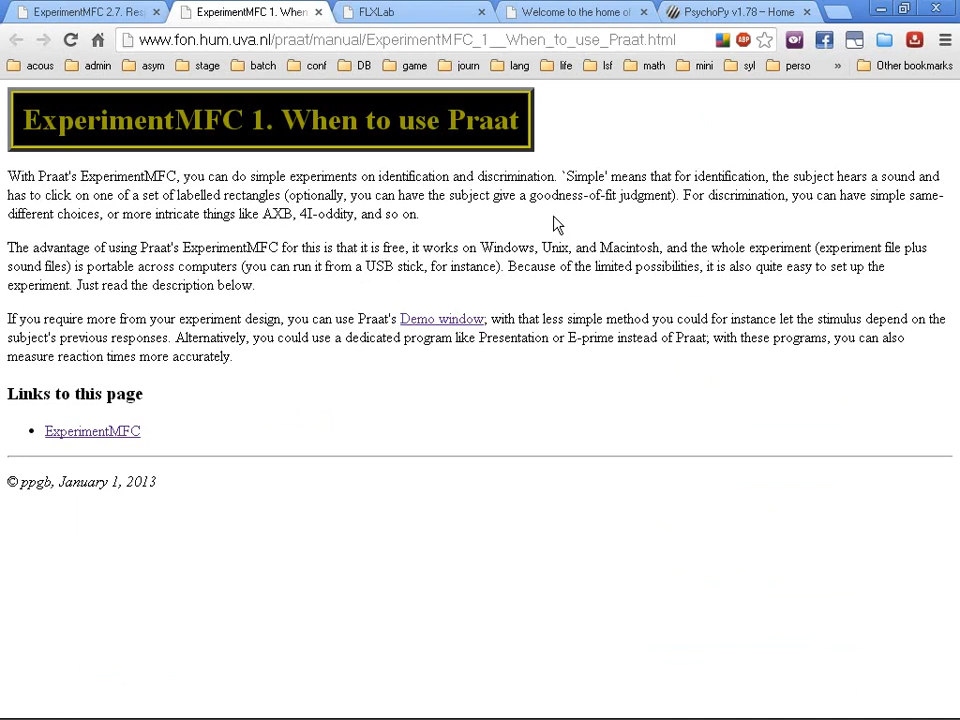 ExperimentMFC 2.7. Res
ExperimentMFC 1. When
FLXLab
Welcome to the home of
PsychoPy v1.78 – Home
www.fon.hum.uva.nl/praat/manual/ExperimentMFC_1__When_to_use_Praat.html
ABP
acous admin asym stage batch conf DB game journ lang life lsf math mini syl perso » Other bookmarks
ExperimentMFC 1. When to use Praat
With Praat's ExperimentMFC, you can do simple experiments on identification and discrimination. `Simple' means that for identification, the subject hears a sound and
has to click on one of a set of labelled rectangles (optionally, you can have the subject give a goodness-of-fit judgment). For discrimination, you can have simple same-
different choices, or more intricate things like AXB, 4I-oddity, and so on.
The advantage of using Praat's ExperimentMFC for this is that it is free, it works on Windows, Unix, and Macintosh, and the whole experiment (experiment file plus
sound files) is portable across computers (you can run it from a USB stick, for instance). Because of the limited possibilities, it is also quite easy to set up the
experiment. Just read the description below.
If you require more from your experiment design, you can use Praat's Demo window; with that less simple method you could for instance let the stimulus depend on the
subject's previous responses. Alternatively, you could use a dedicated program like Presentation or E-prime instead of Praat; with these programs, you can also
measure reaction times more accurately.
Links to this page
• ExperimentMFC
© ppgb, January 1, 2013